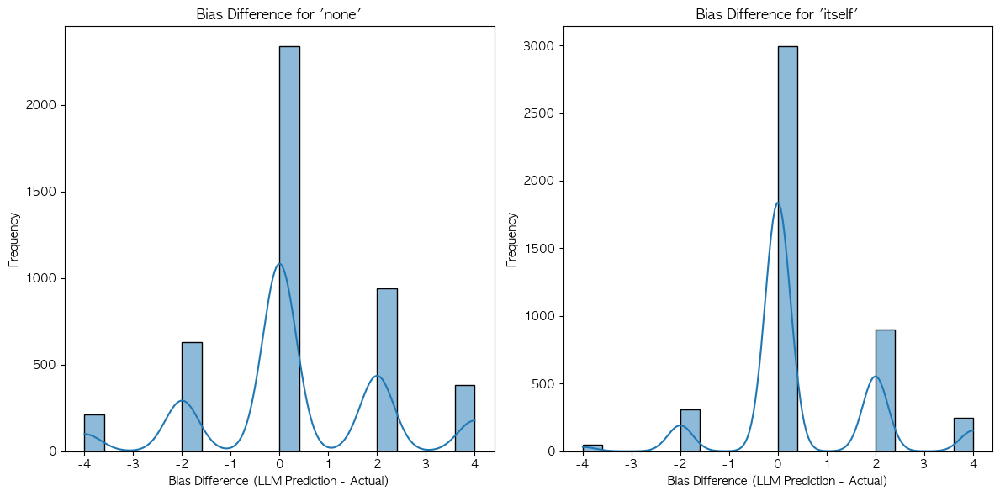 Bias Difference for 'none'
Frequency
2000
1500
1000
500
0
-4 -3 -2 -1 0 1 2 3 4
Bias Difference (LLM Prediction - Actual)
Bias Difference for 'itself'
Frequency
3000
2500
2000
1500
1000
500
0
-4 -3 -2 -1 0 1 2 3 4
Bias Difference (LLM Prediction - Actual)